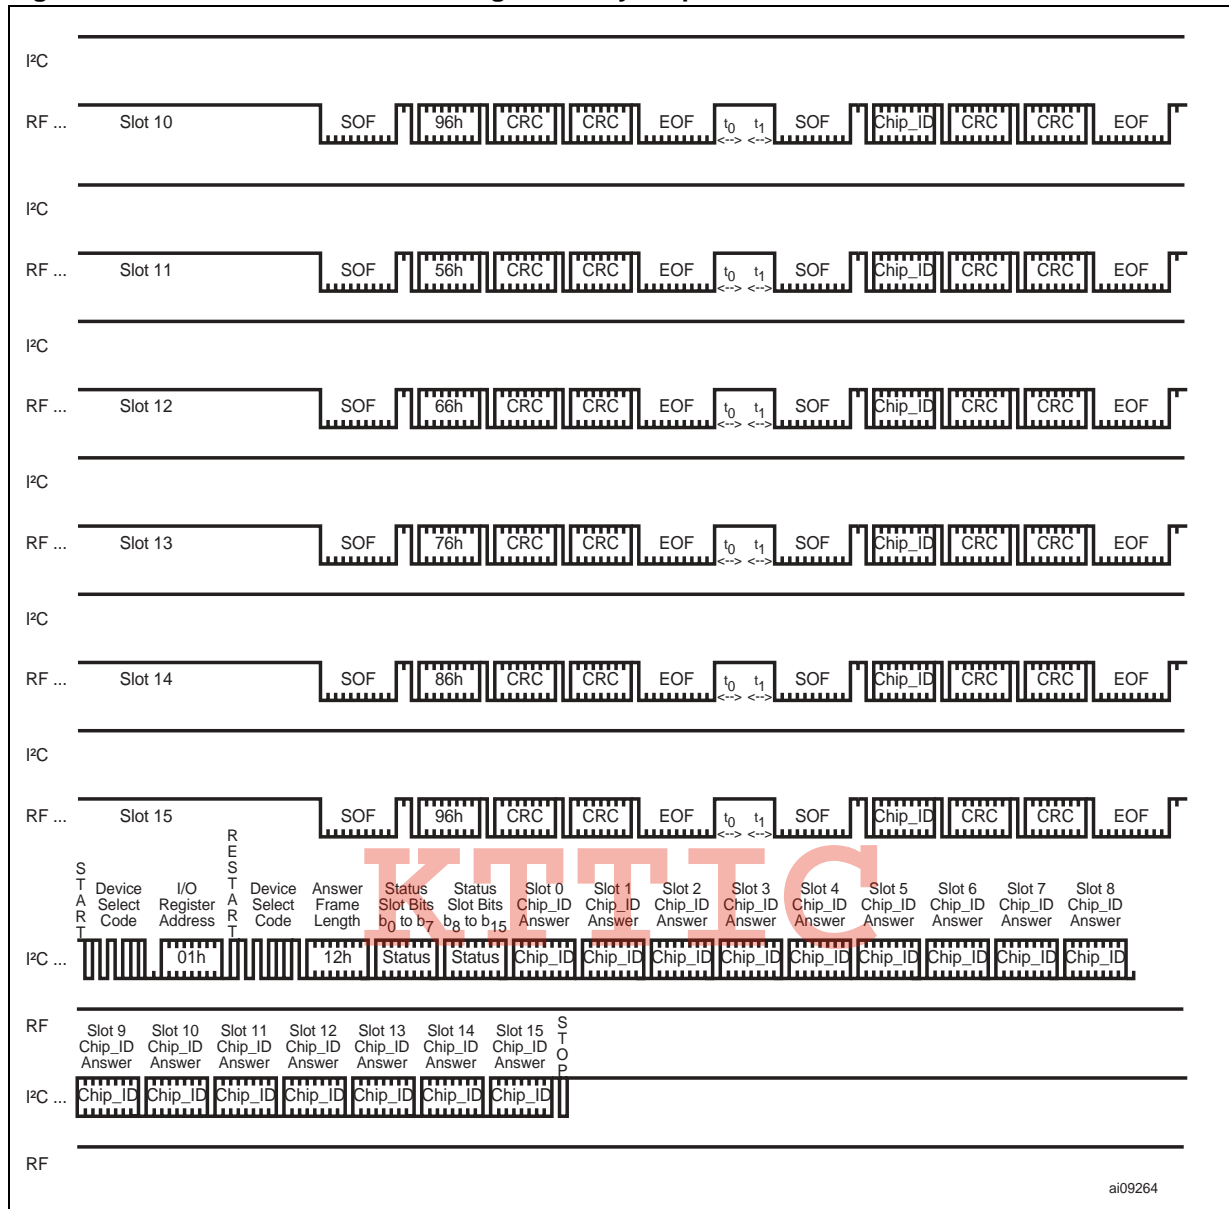 I²C
RF ... Slot 10 SOF 96h CRC CRC EOF t0 t1 SOF Chip_ID CRC CRC EOF
<--> <-->
I²C
RF ... Slot 11 SOF 56h CRC CRC EOF t0 t1 SOF Chip_ID CRC CRC EOF
<--> <-->
I²C
RF ... Slot 12 SOF 66h CRC CRC EOF t0 t1 SOF Chip_ID CRC CRC EOF
<--> <-->
I²C
RF ... Slot 13 SOF 76h CRC CRC EOF t0 t1 SOF Chip_ID CRC CRC EOF
<--> <-->
I²C
RF ... Slot 14 SOF 86h CRC CRC EOF t0 t1 SOF Chip_ID CRC CRC EOF
<--> <-->
I²C
RF ... Slot 15 SOF 96h CRC CRC EOF t0 t1 SOF Chip_ID CRC CRC EOF
<--> <-->
KTTIC
START
RESTART
Device I/O Device Answer Status Status Slot 0 Slot 1 Slot 2 Slot 3 Slot 4 Slot 5 Slot 6 Slot 7 Slot 8
Select Register Select Frame Slot Bits Slot Bits Chip_ID Chip_ID Chip_ID Chip_ID Chip_ID Chip_ID Chip_ID Chip_ID Chip_ID
Code Address Code Length b0 to b7 b8 to b15 Answer Answer Answer Answer Answer Answer Answer Answer Answer
I²C ... 01h 12h Status Status Chip_ID Chip_ID Chip_ID Chip_ID Chip_ID Chip_ID Chip_ID Chip_ID Chip_ID
RF
Slot 9 Slot 10 Slot 11 Slot 12 Slot 13 Slot 14 Slot 15
Chip_ID Chip_ID Chip_ID Chip_ID Chip_ID Chip_ID Chip_ID
Answer Answer Answer Answer Answer Answer Answer
STOP
I²C ... Chip_ID Chip_ID Chip_ID Chip_ID Chip_ID Chip_ID Chip_ID
RF
ai09264